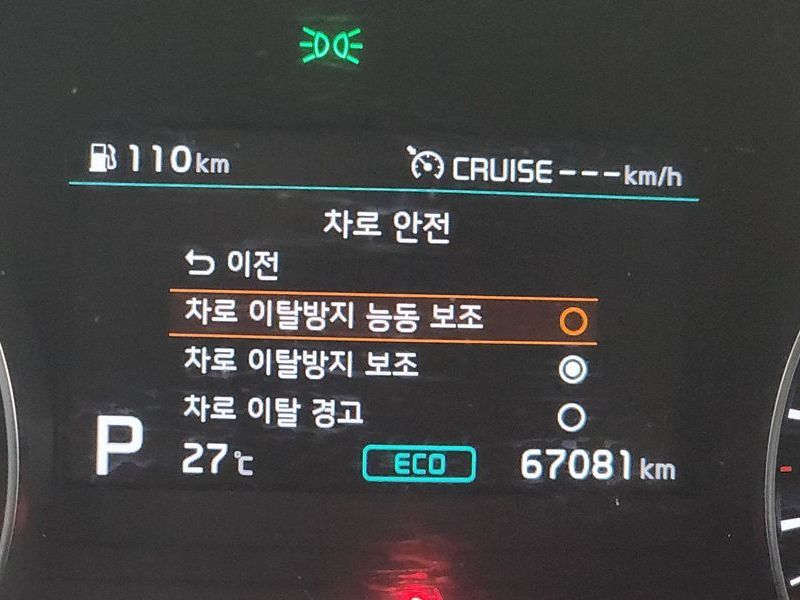 110km CRUISE---km/h
차로 안전
이전
차로 이탈방지 능동 보조
차로 이탈방지 보조
차로 이탈 경고
P 27℃ ECO 67081km